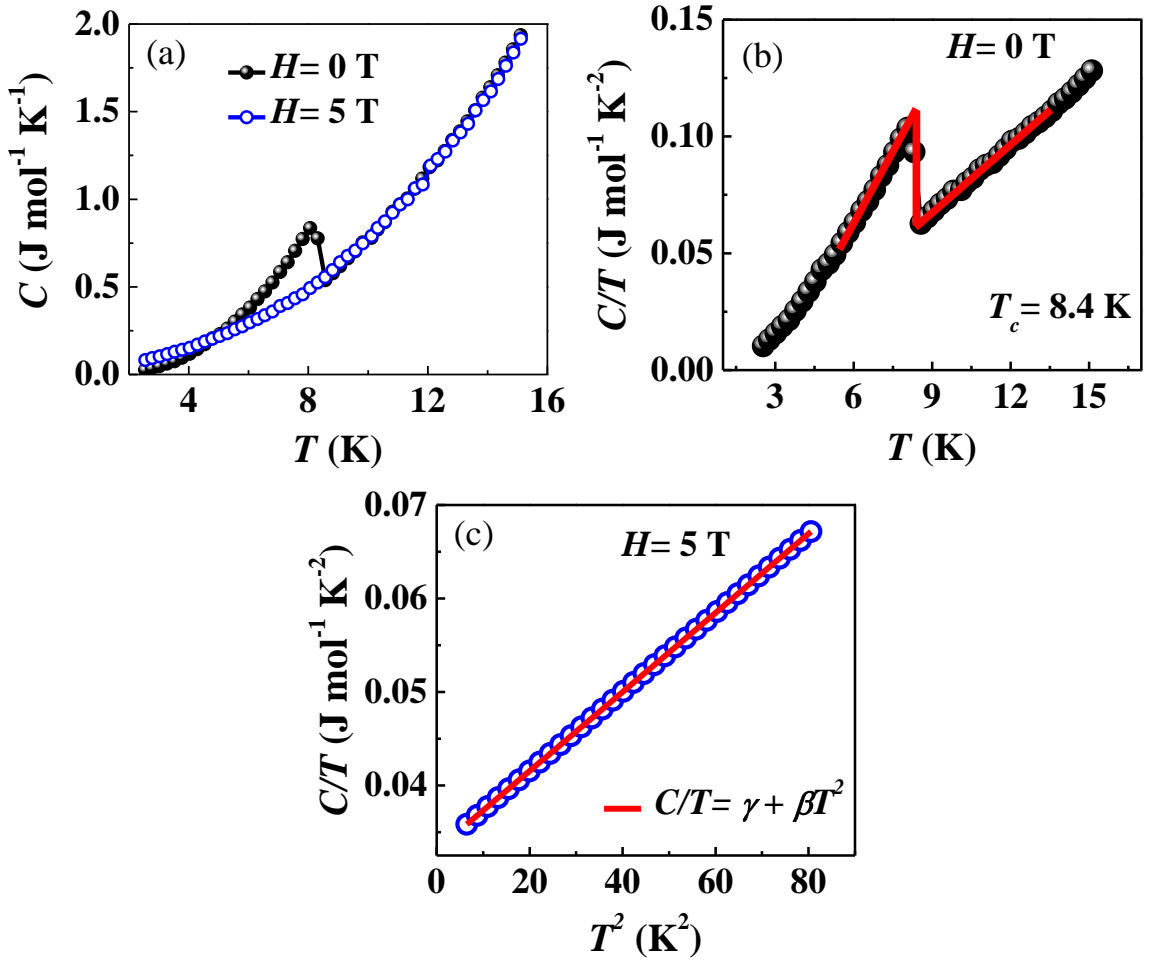 (a)
H= 0 T
H= 5 T
2.0
1.5
1.0
0.5
0.0
4 8 12 16
C (J mol⁻¹ K⁻¹)
T (K)
(b)
H= 0 T
0.15
0.10
0.05
0.00
3 6 9 12 15
T_c= 8.4 K
C/T (J mol⁻¹ K⁻²)
T (K)
(c)
H= 5 T
0.07
0.06
0.05
0.04
0 20 40 60 80
C/T= γ + βT²
C/T (J mol⁻¹ K⁻²)
T² (K²)